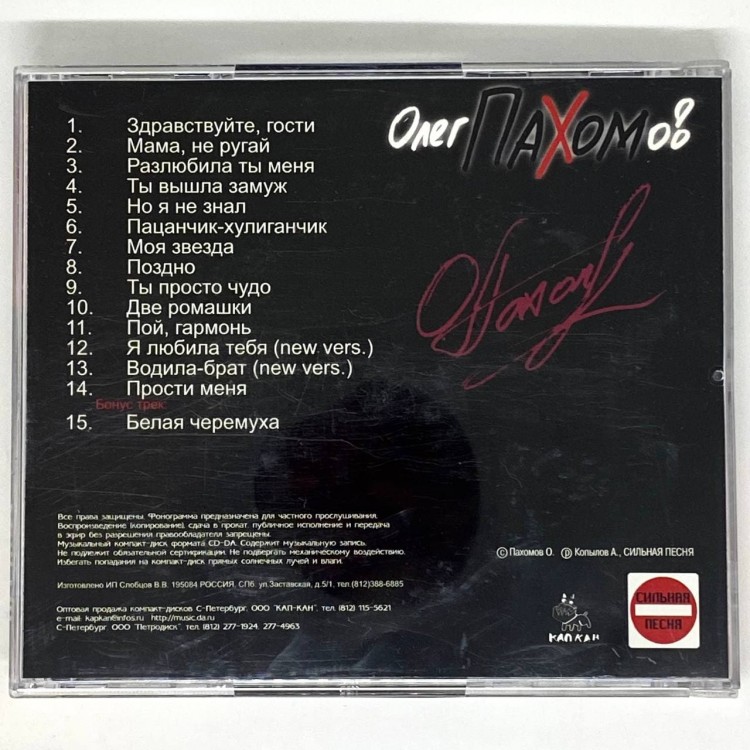 Олег ПАХОМов
1. Здравствуйте, гости
2. Мама, не ругай
3. Разлюбила ты меня
4. Ты вышла замуж
5. Но я не знал
6. Пацанчик-хулиганчик
7. Моя звезда
8. Поздно
9. Ты просто чудо
10. Две ромашки
11. Пой, гармонь
12. Я любила тебя (new vers.)
13. Водила-брат (new vers.)
14. Прости меня
Бонус трек:
15. Белая черемуха
Все права защищены. Фонограмма предназначена для частного прослушивания.
Воспроизведение (копирование), сдача в прокат, публичное исполнение и передача
в эфир без разрешения правообладателя запрещены.
Музыкальный компакт-диск формата CD-DA. Содержит музыкальную запись.
Не подлежит обязательной сертификации. Не подвергать механическому воздействию.
Избегать попадания на компакт-диск прямых солнечных лучей и влаги.
Изготовлено ИП Слобцов В.В. 195084 РОССИЯ, СПб. ул.Заставская, д.5/1, тел.(812)388-6885
Оптовая продажа компакт-дисков С-Петербург, ООО "КАП-КАН", тел. (812) 115-5621
e-mail: kapkan@infos.ru http://music.da.ru
С-Петербург, ООО "Петродиск", тел. (812) 277-1924, 277-4963
© Пахомов О. ℗ Копылов А., СИЛЬНАЯ ПЕСНЯ
КАПКАН
СИЛЬНАЯ
ПЕСНЯ